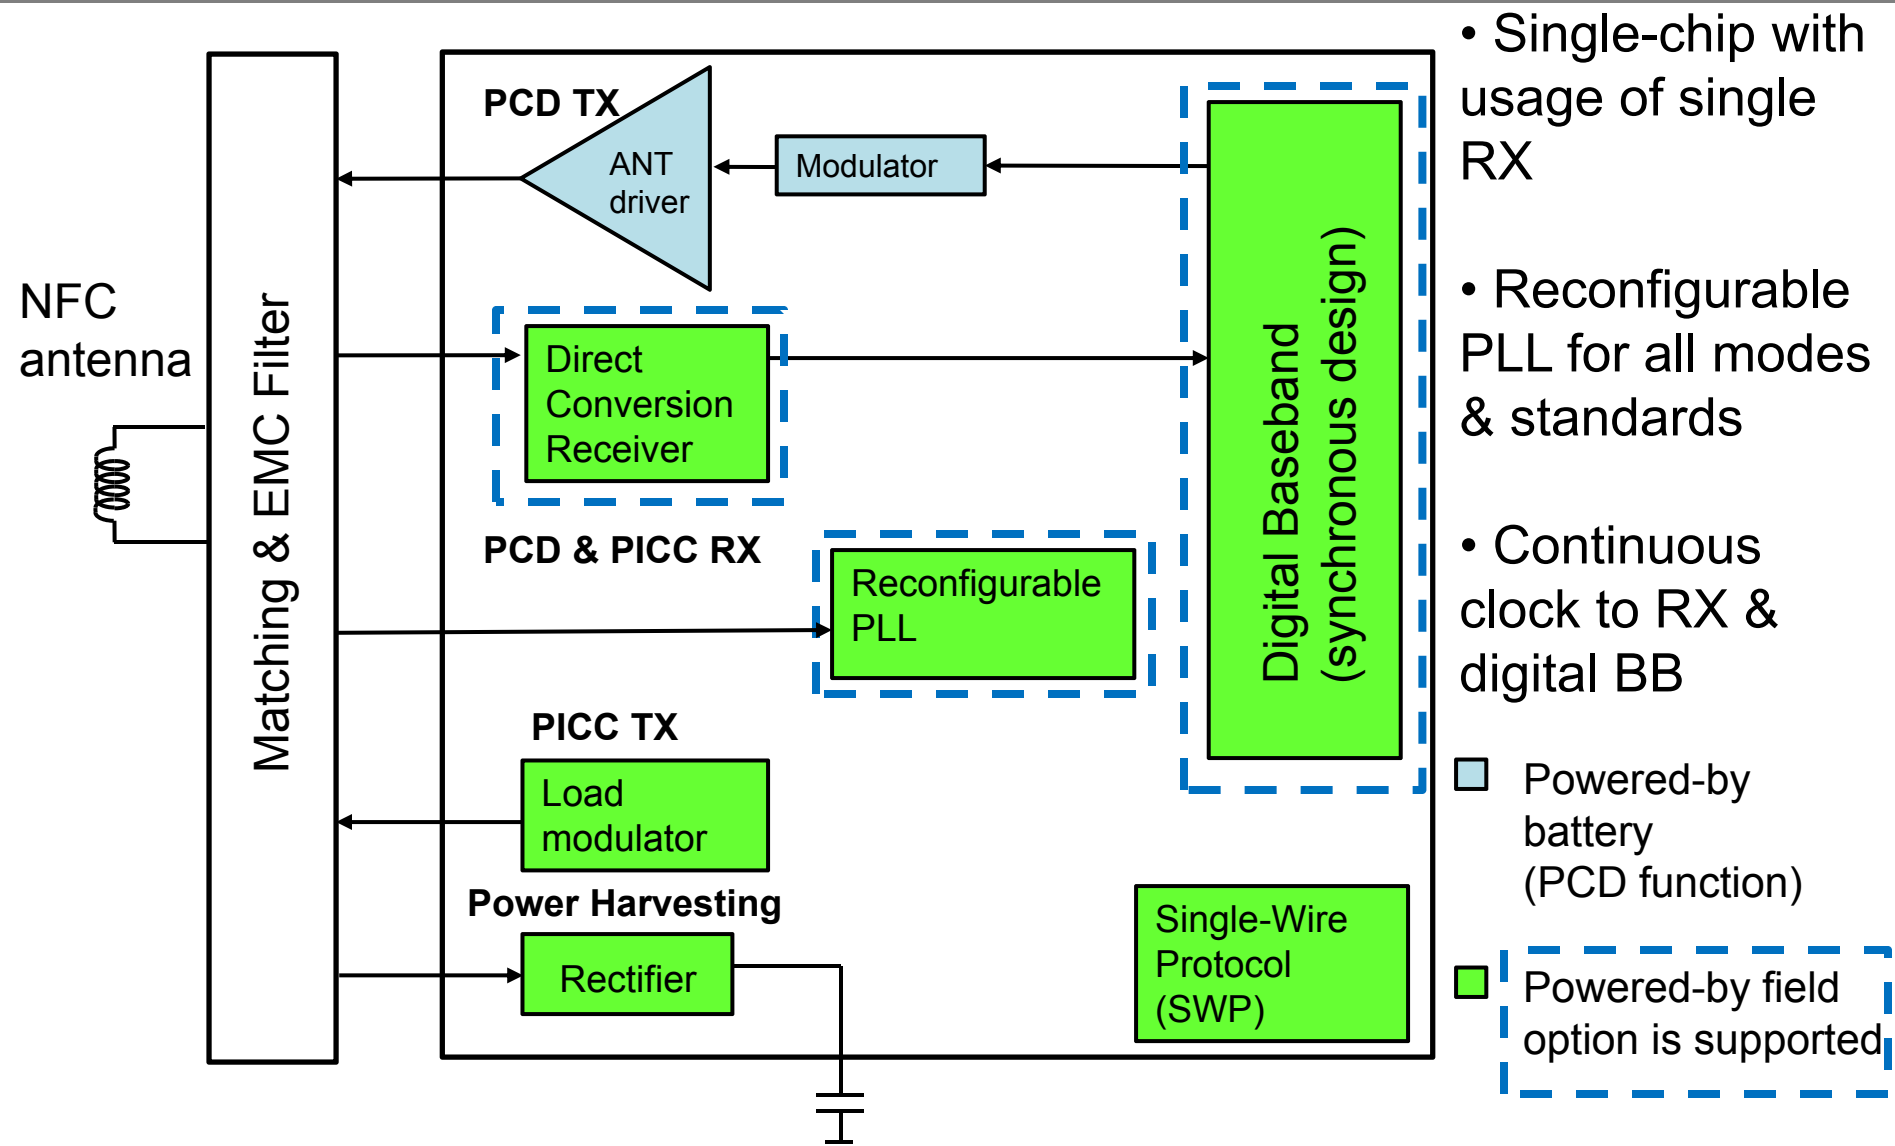 PCD TX
ANT
driver
Modulator
NFC
antenna
Matching & EMC Filter
Direct
Conversion
Receiver
PCD & PICC RX
Reconfigurable
PLL
Digital Baseband
(synchronous design)
PICC TX
Load
modulator
Power Harvesting
Rectifier
Single-Wire
Protocol
(SWP)
• Single-chip with
usage of single
RX
• Reconfigurable
PLL for all modes
& standards
• Continuous
clock to RX &
digital BB
Powered-by
battery
(PCD function)
Powered-by field
option is supported